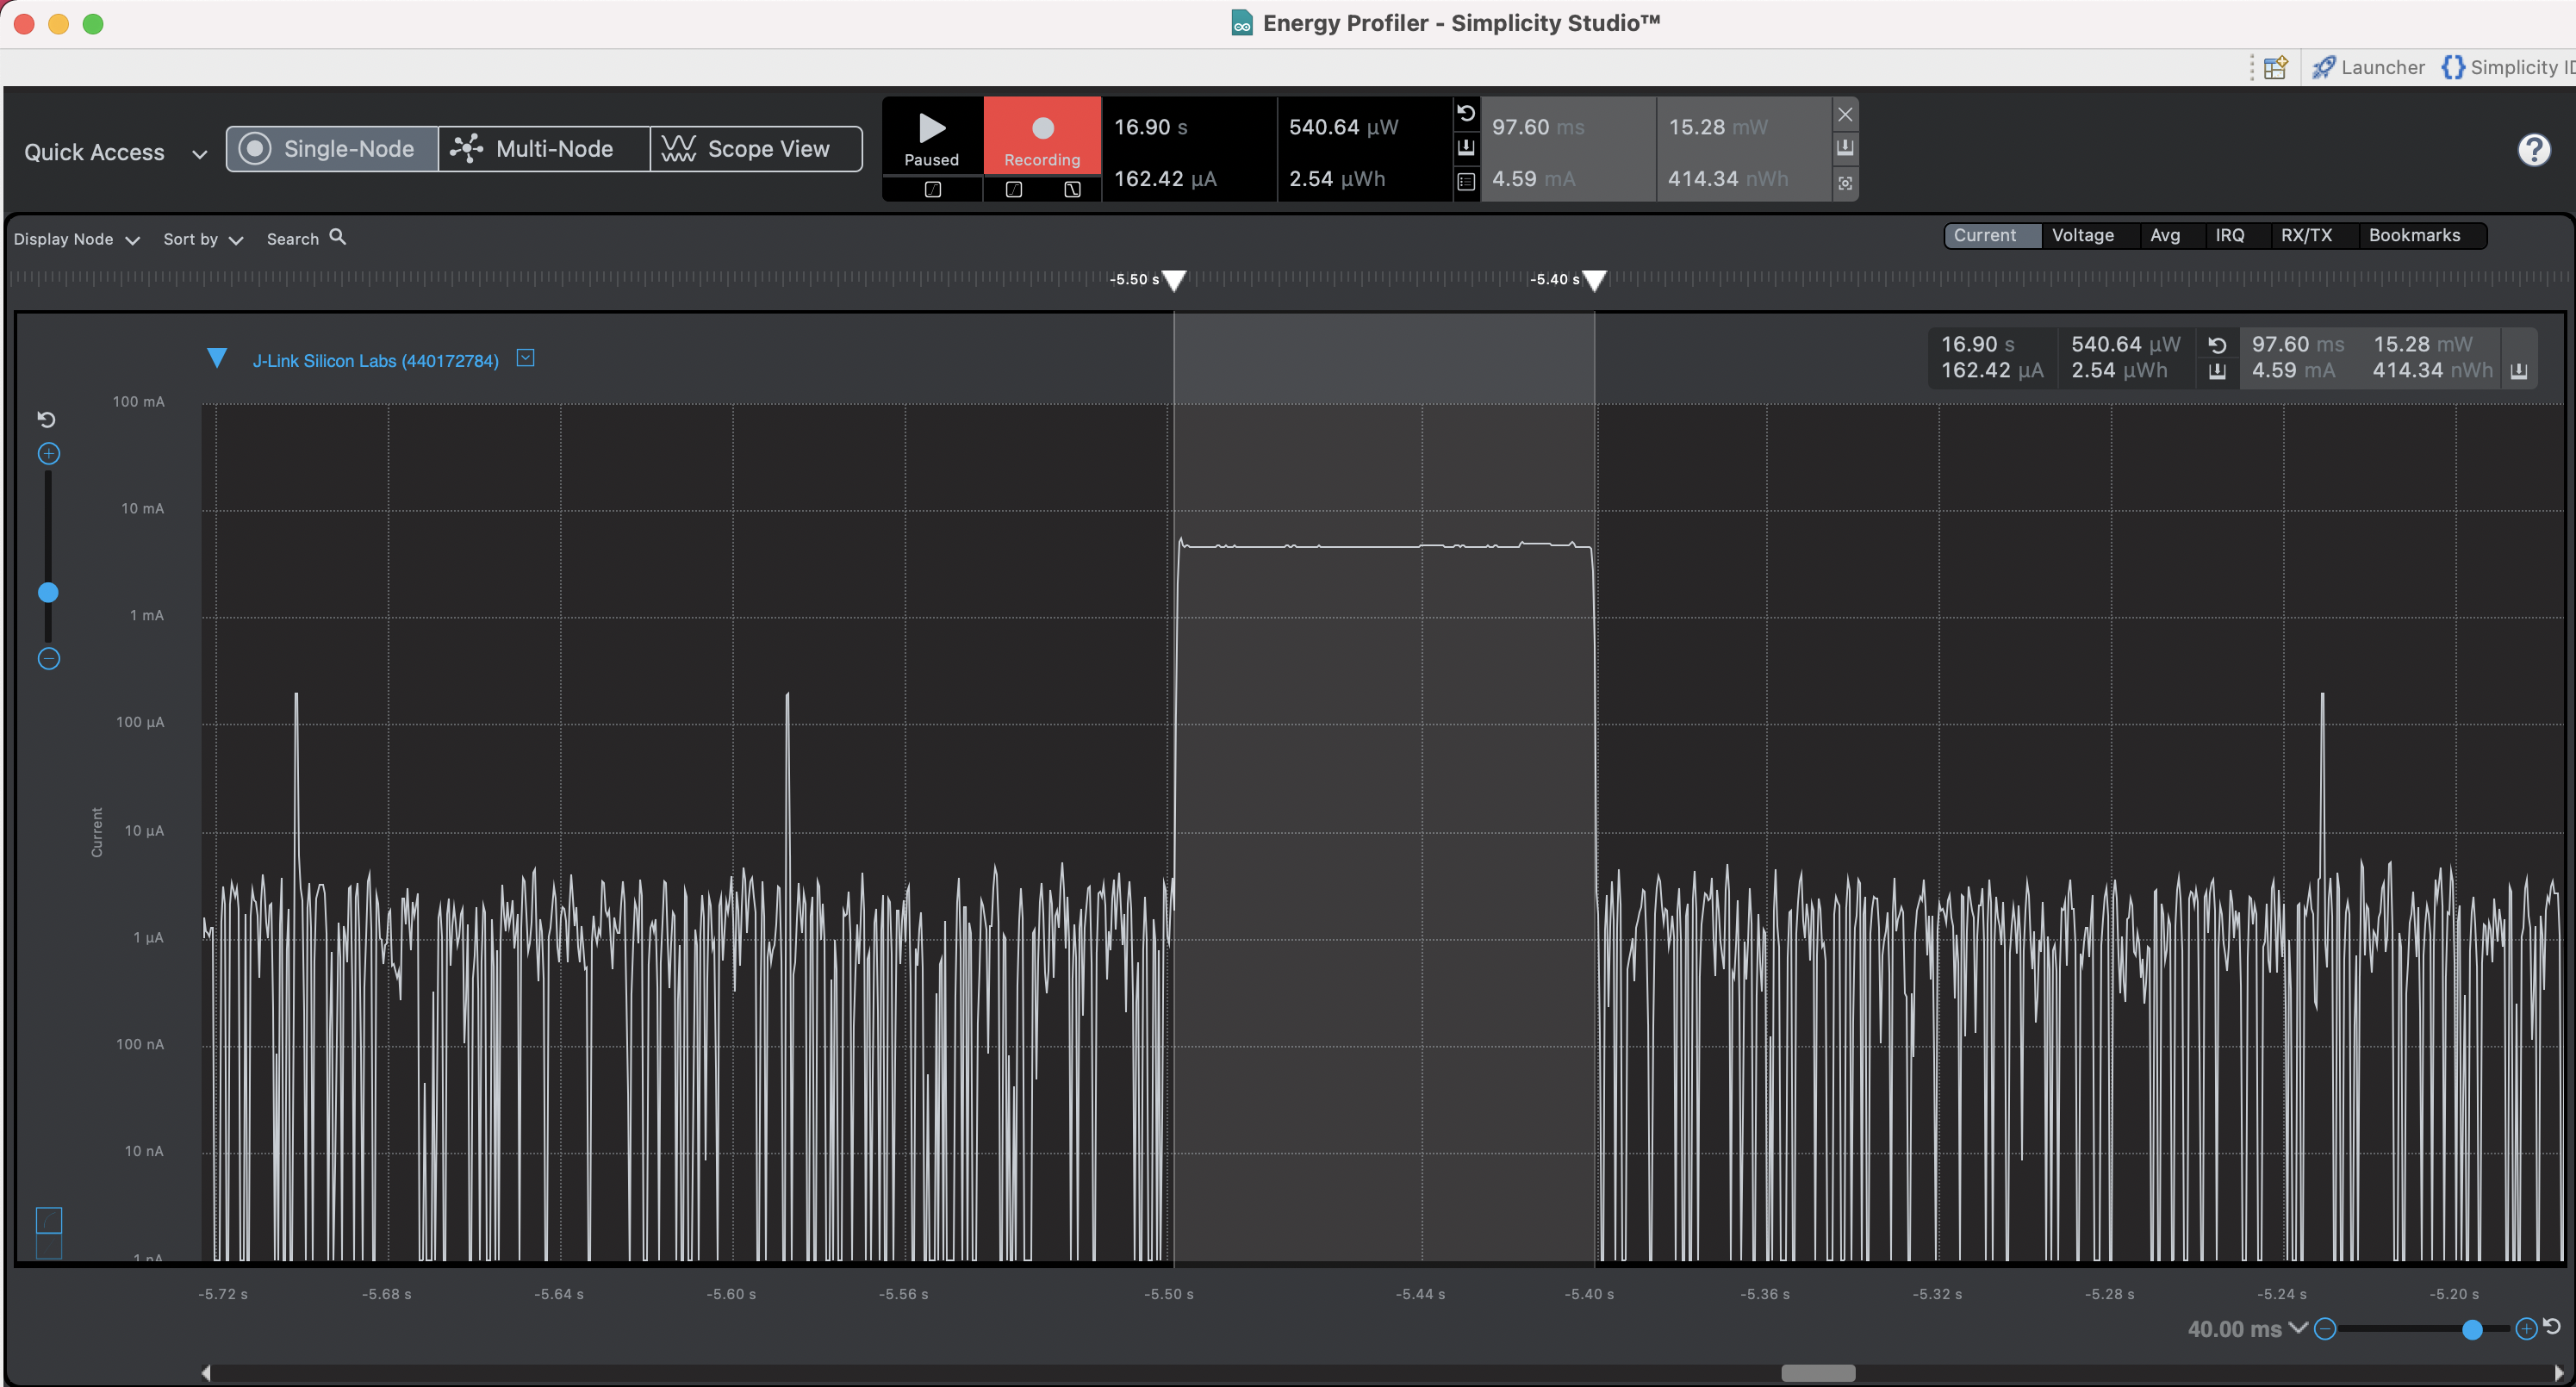 Energy Profiler - Simplicity Studio™
Launcher
Simplicity ID
Quick Access
Single-Node
Multi-Node
Scope View
Paused
Recording
16.90 s
162.42 µA
540.64 µW
2.54 µWh
97.60 ms
4.59 mA
15.28 mW
414.34 nWh
?
Display Node
Sort by
Search
Current
Voltage
Avg
IRQ
RX/TX
Bookmarks
-5.50 s
-5.40 s
J-Link Silicon Labs (440172784)
16.90 s
540.64 µW
97.60 ms
15.28 mW
162.42 µA
2.54 µWh
4.59 mA
414.34 nWh
100 mA
10 mA
1 mA
100 µA
10 µA
1 µA
100 nA
10 nA
1 nA
Current
-5.72 s
-5.68 s
-5.64 s
-5.60 s
-5.56 s
-5.50 s
-5.44 s
-5.40 s
-5.36 s
-5.32 s
-5.28 s
-5.24 s
-5.20 s
40.00 ms